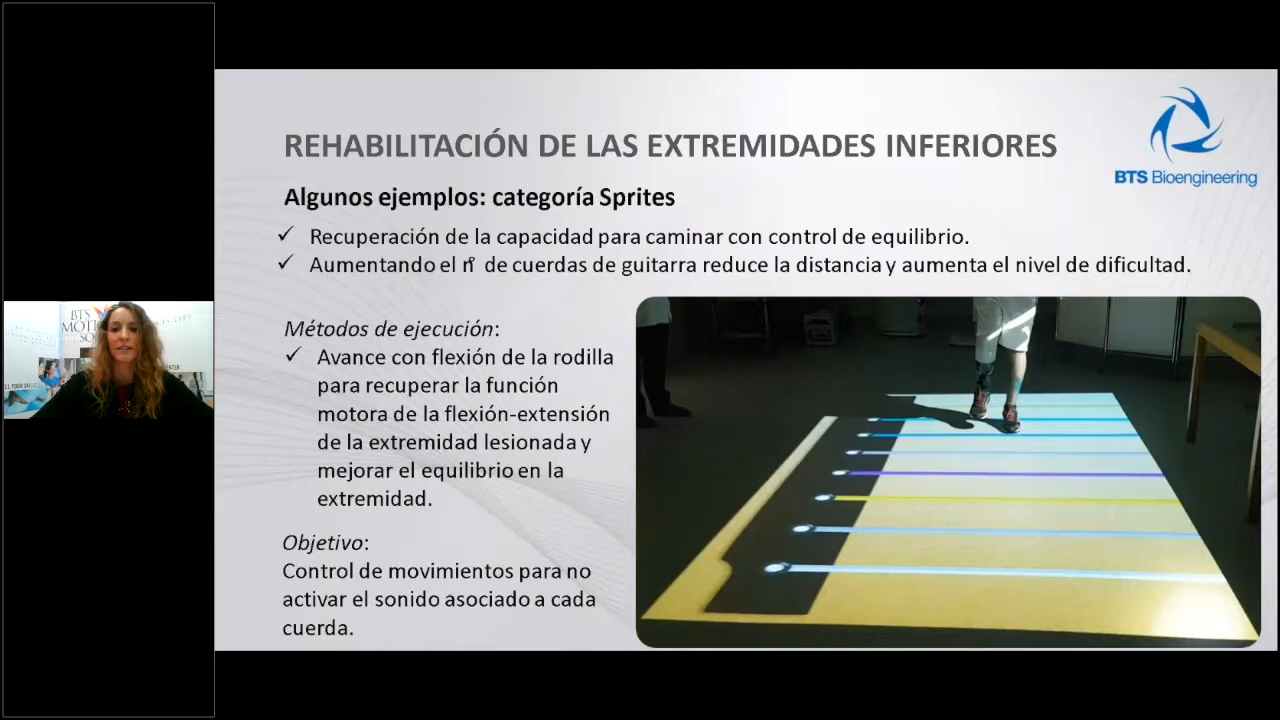 REHABILITACIÓN DE LAS EXTREMIDADES INFERIORES
BTS Bioengineering
Algunos ejemplos: categoría Sprites
✓ Recuperación de la capacidad para caminar con control de equilibrio.
✓ Aumentando el nº de cuerdas de guitarra reduce la distancia y aumenta el nivel de dificultad.
Métodos de ejecución:
✓ Avance con flexión de la rodilla
para recuperar la función
motora de la flexión-extensión
de la extremidad lesionada y
mejorar el equilibrio en la
extremidad.
Objetivo:
Control de movimientos para no
activar el sonido asociado a cada
cuerda.
BTS